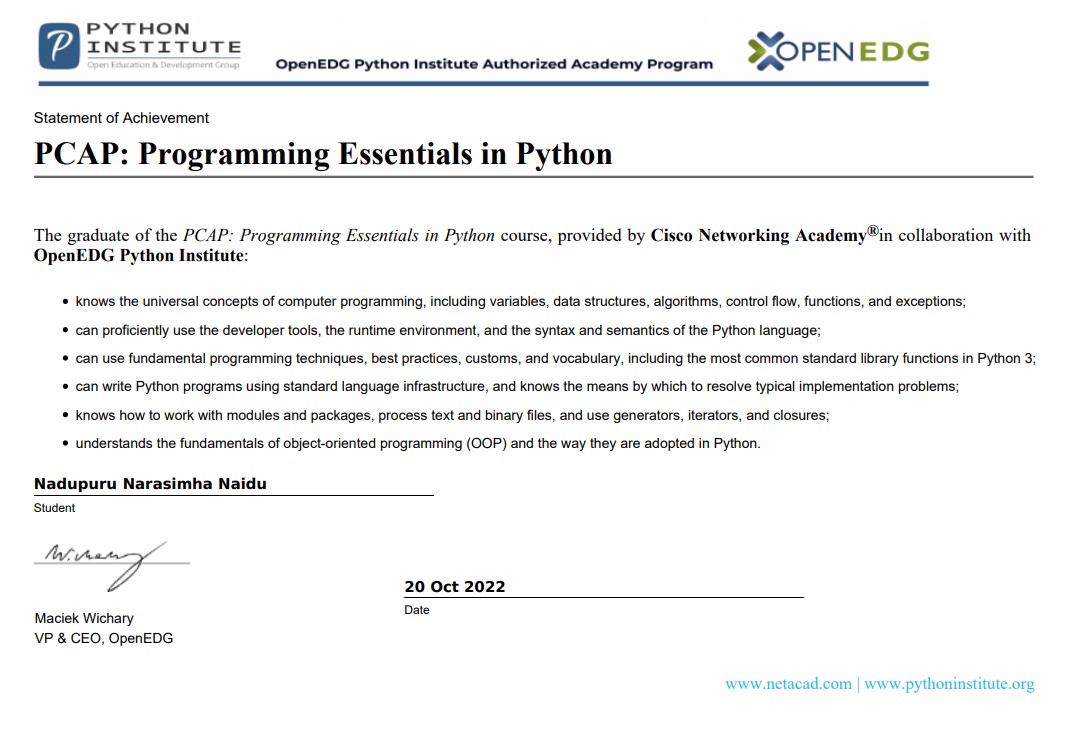 PYTHON
INSTITUTE
Open Education & Development Group
OpenEDG Python Institute Authorized Academy Program
OPENEDG
Statement of Achievement
PCAP: Programming Essentials in Python
The graduate of the PCAP: Programming Essentials in Python course, provided by Cisco Networking Academy®in collaboration with
OpenEDG Python Institute:
• knows the universal concepts of computer programming, including variables, data structures, algorithms, control flow, functions, and exceptions;
• can proficiently use the developer tools, the runtime environment, and the syntax and semantics of the Python language;
• can use fundamental programming techniques, best practices, customs, and vocabulary, including the most common standard library functions in Python 3;
• can write Python programs using standard language infrastructure, and knows the means by which to resolve typical implementation problems;
• knows how to work with modules and packages, process text and binary files, and use generators, iterators, and closures;
• understands the fundamentals of object-oriented programming (OOP) and the way they are adopted in Python.
Nadupuru Narasimha Naidu
Student
W. Wichary
20 Oct 2022
Date
Maciek Wichary
VP & CEO, OpenEDG
www.netacad.com | www.pythoninstitute.org